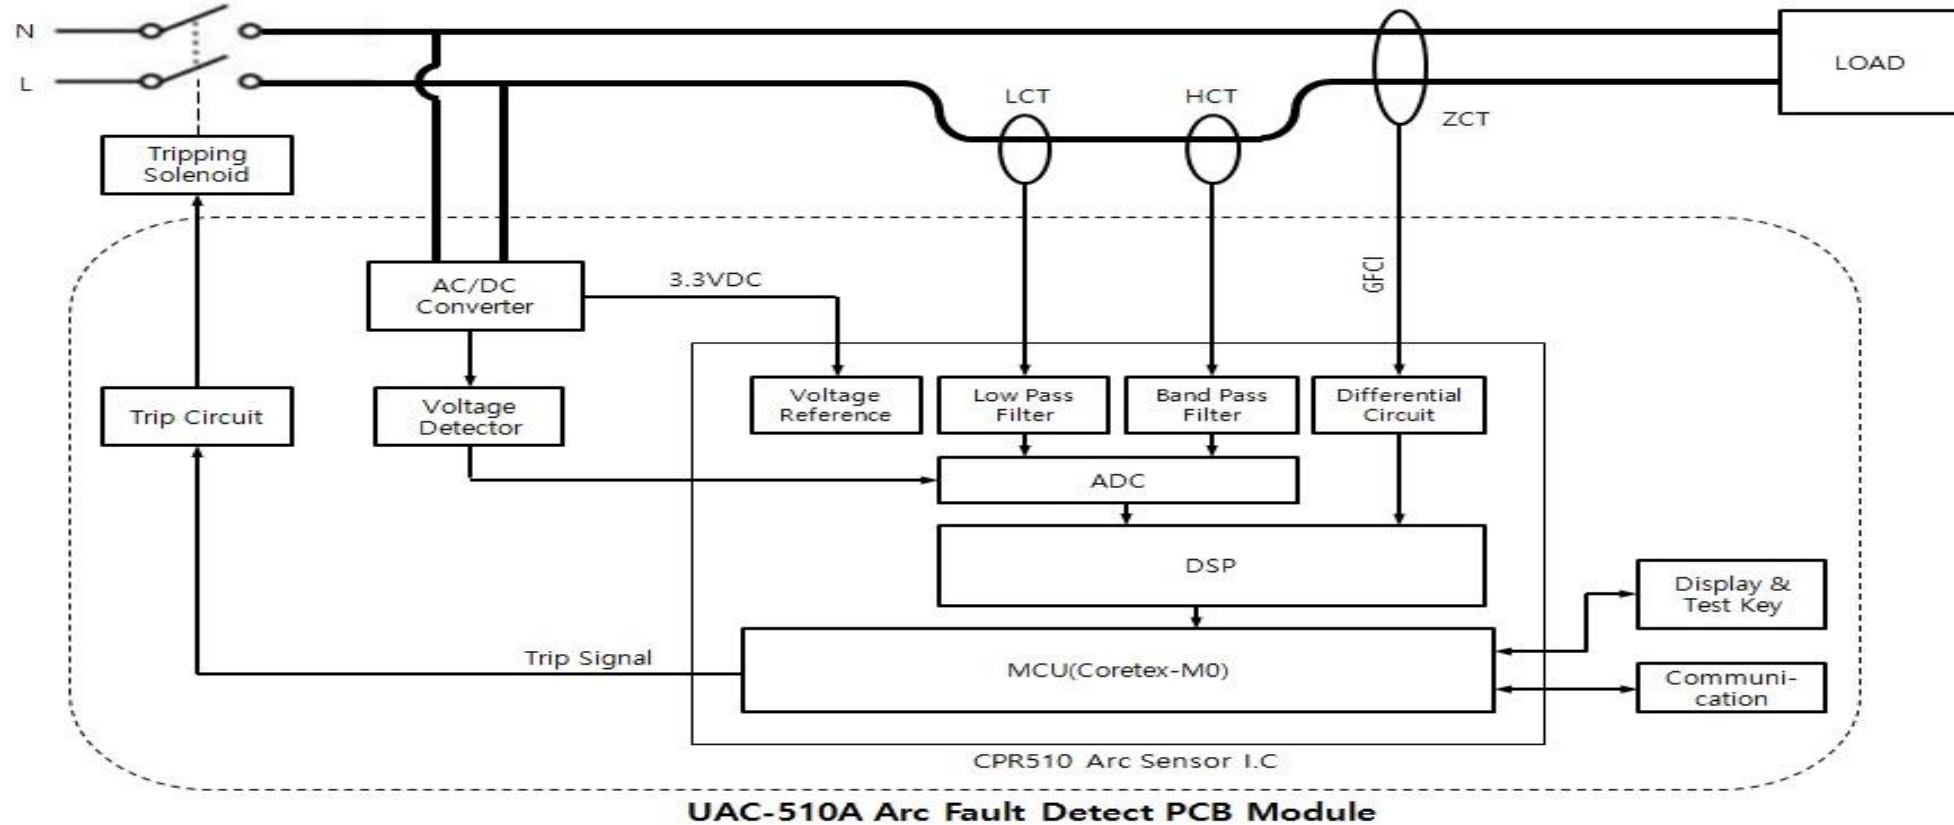 N
L
LOAD
LCT
HCT
ZCT
Tripping
Solenoid
AC/DC
Converter
3.3VDC
GFCI
Trip Circuit
Voltage
Detector
Voltage
Reference
Low Pass
Filter
Band Pass
Filter
Differential
Circuit
ADC
DSP
Display &
Test Key
Trip Signal
MCU(Coretex-M0)
Communi-
cation
CPR510 Arc Sensor I.C
UAC-510A Arc Fault Detect PCB Module